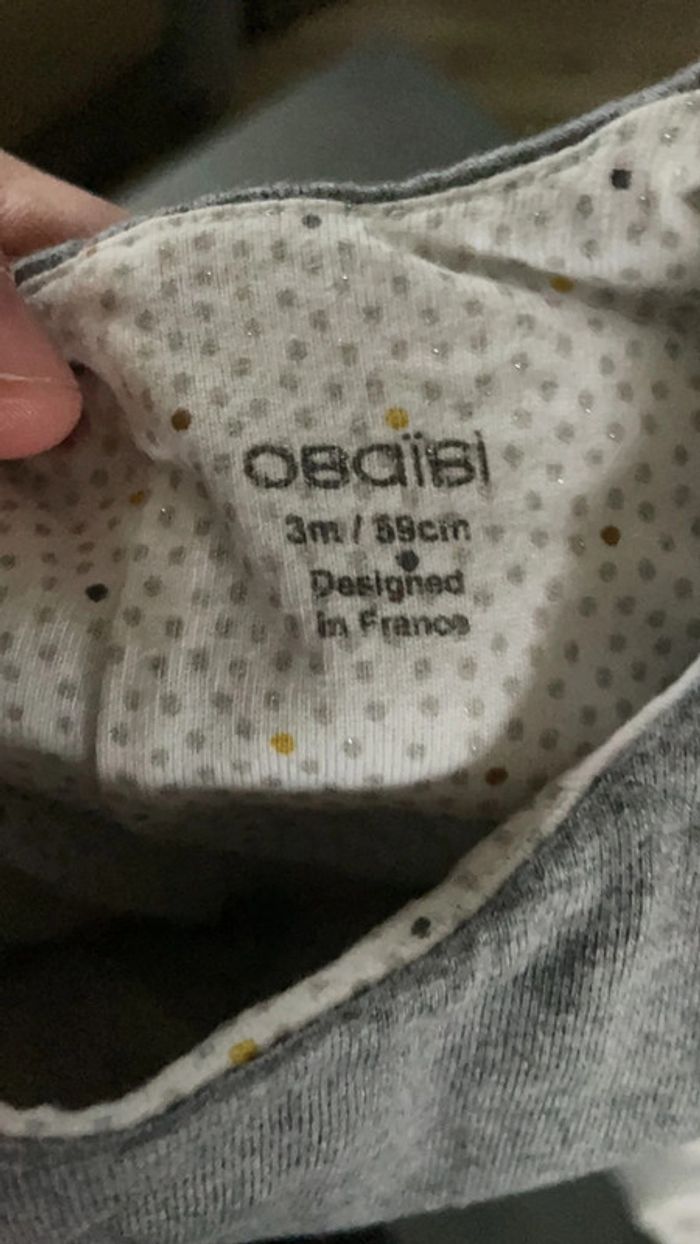 OBaïBi
3m / 59cm
Designed
in France